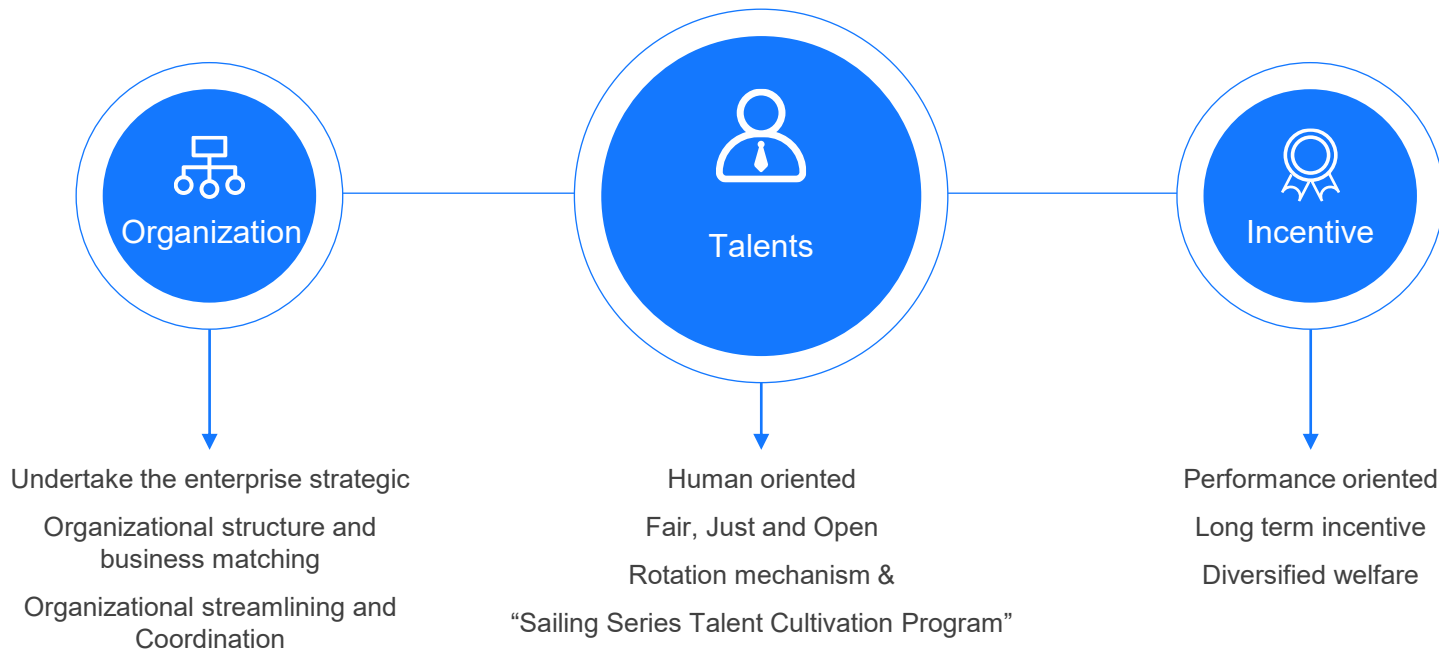 Organization
Talents
Incentive
Undertake the enterprise strategic
Organizational structure and
business matching
Organizational streamlining and
Coordination
Human oriented
Fair, Just and Open
Rotation mechanism &
“Sailing Series Talent Cultivation Program”
Performance oriented
Long term incentive
Diversified welfare